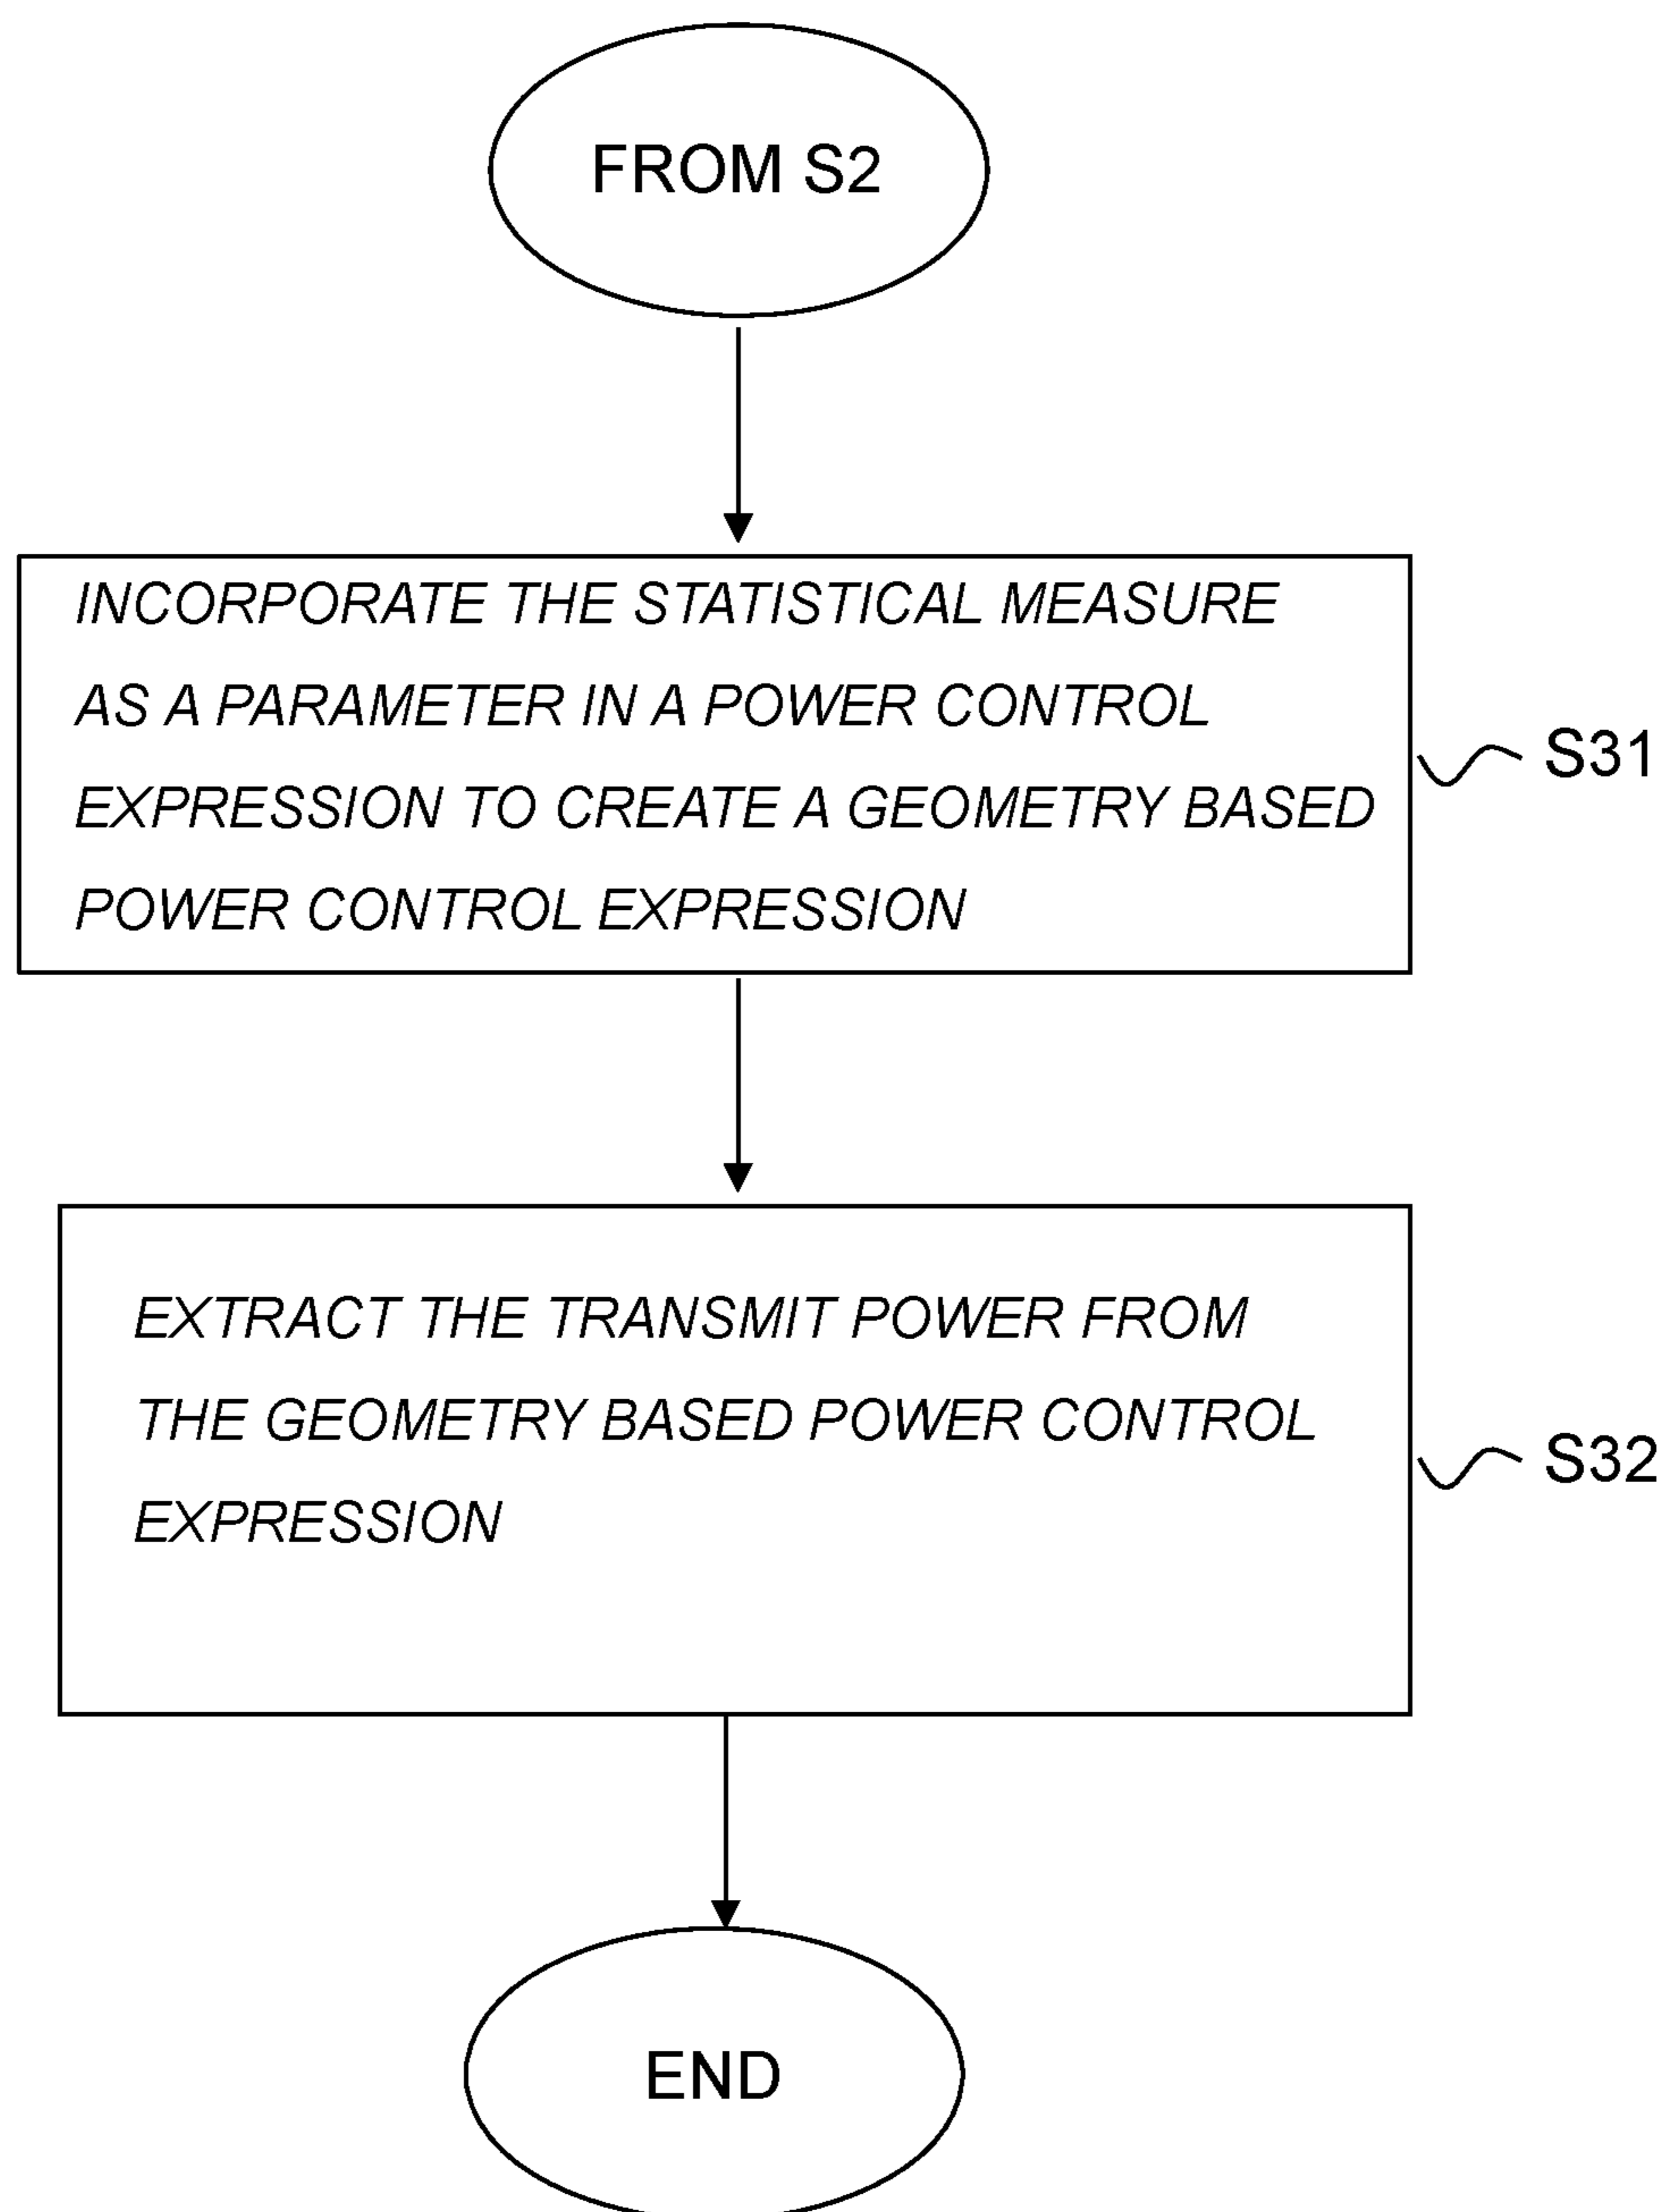 FROM S2
INCORPORATE THE STATISTICAL MEASURE
AS A PARAMETER IN A POWER CONTROL
EXPRESSION TO CREATE A GEOMETRY BASED
POWER CONTROL EXPRESSION
S31
EXTRACT THE TRANSMIT POWER FROM
THE GEOMETRY BASED POWER CONTROL
EXPRESSION
S32
END